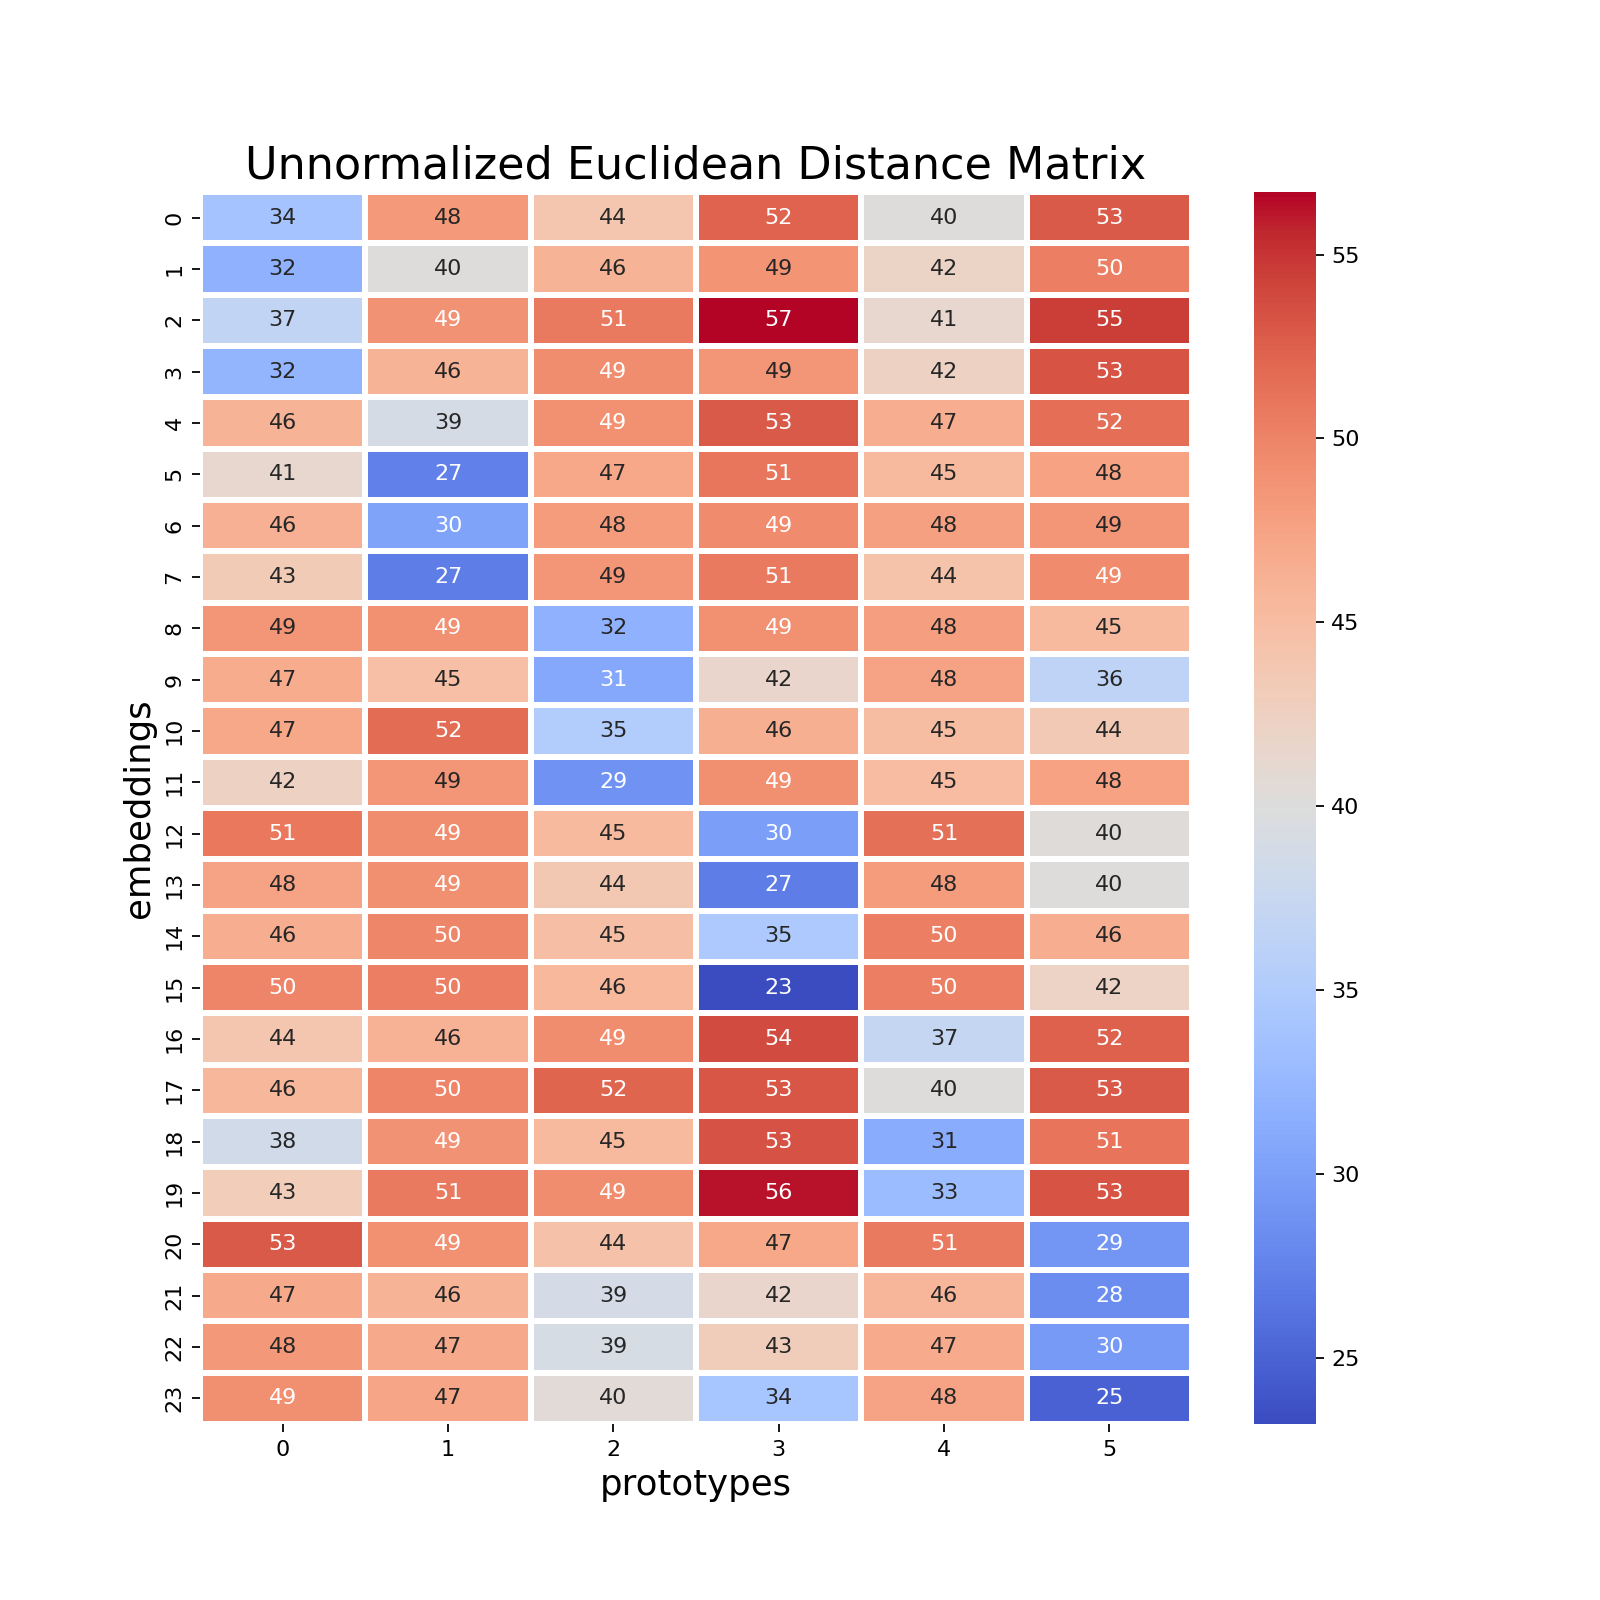 Unnormalized Euclidean Distance Matrix
0 34 48 44 52 40 53
1 32 40 46 49 42 50
2 37 49 51 57 41 55
3 32 46 49 49 42 53
4 46 39 49 53 47 52
5 41 27 47 51 45 48
6 46 30 48 49 48 49
7 43 27 49 51 44 49
8 49 49 32 49 48 45
9 47 45 31 42 48 36
10 47 52 35 46 45 44
11 42 49 29 49 45 48
12 51 49 45 30 51 40
13 48 49 44 27 48 40
14 46 50 45 35 50 46
15 50 50 46 23 50 42
16 44 46 49 54 37 52
17 46 50 52 53 40 53
18 38 49 45 53 31 51
19 43 51 49 56 33 53
20 53 49 44 47 51 29
21 47 46 39 42 46 28
22 48 47 39 43 47 30
23 49 47 40 34 48 25
0 1 2 3 4 5
prototypes
embeddings
55
50
45
40
35
30
25